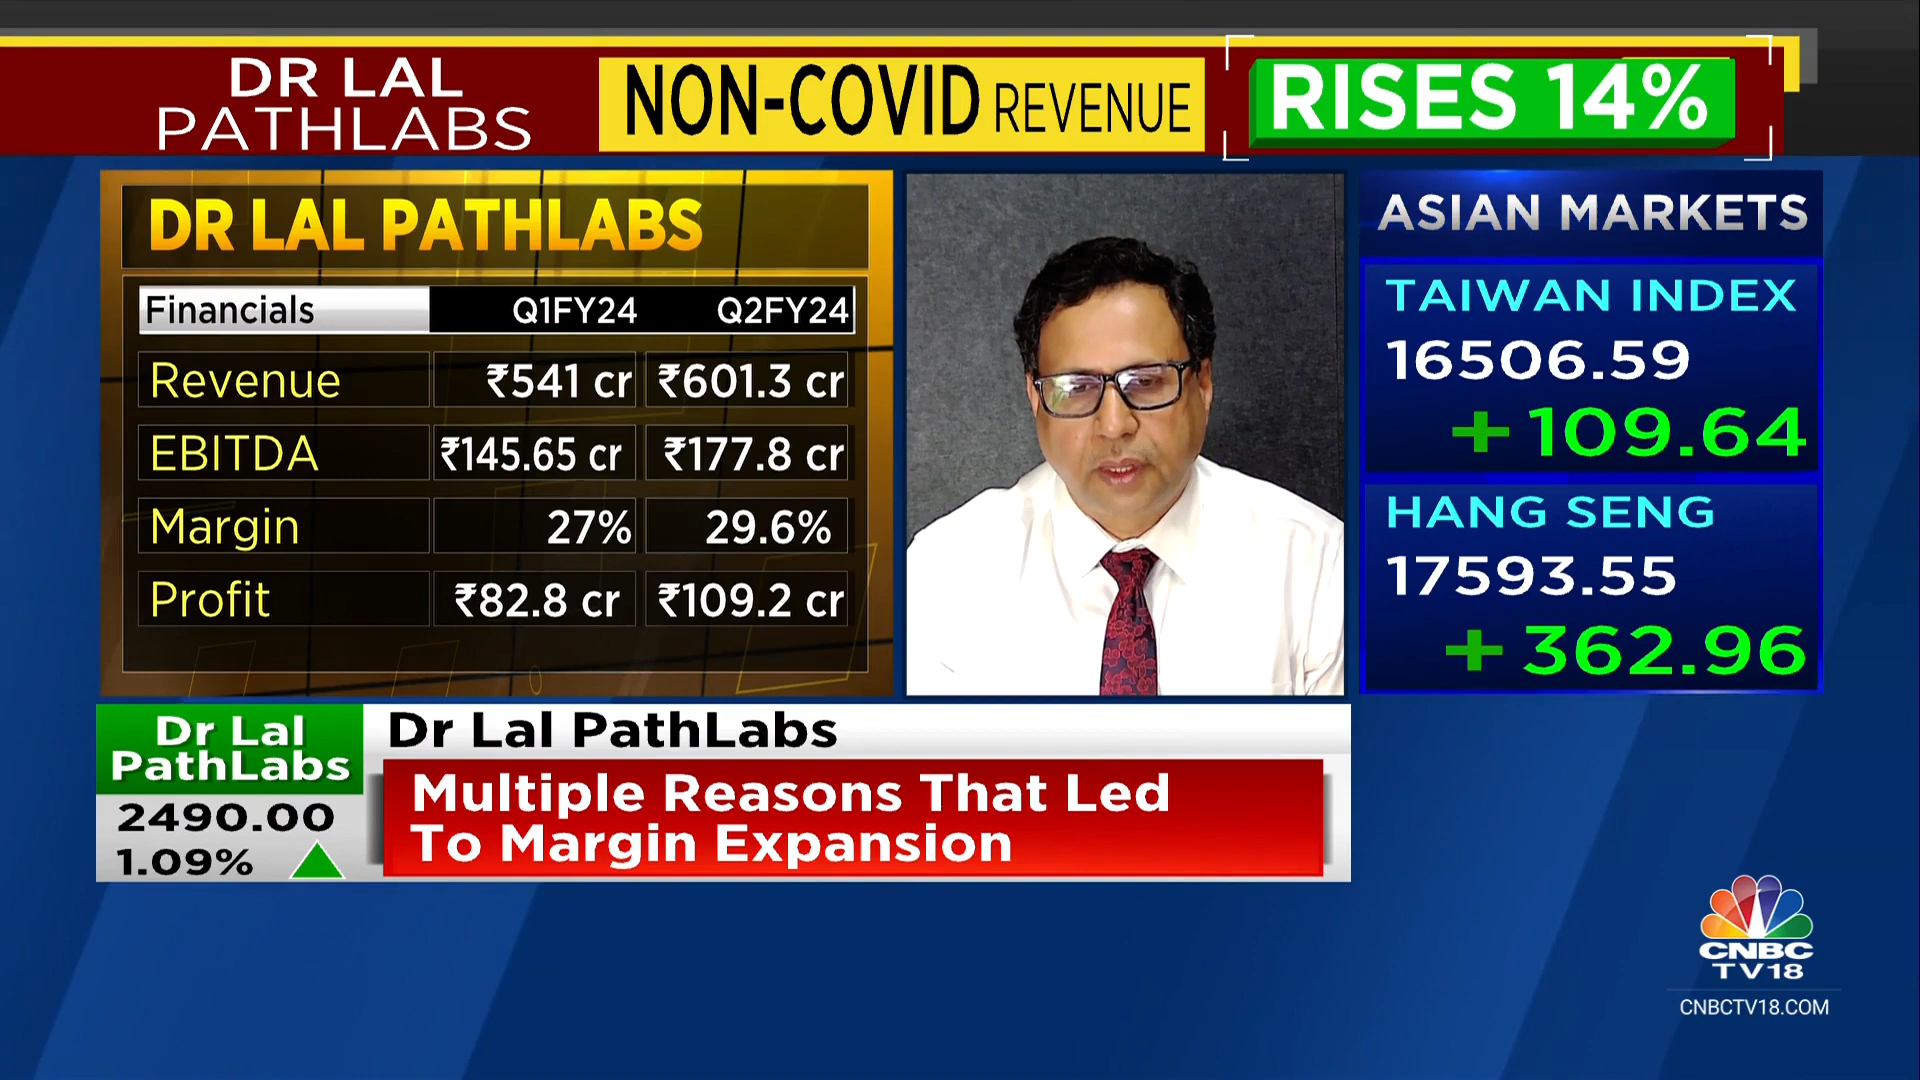 DR LAL
PATHLABS
NON-COVID REVENUE
RISES 14%
DR LAL PATHLABS
Financials Q1FY24 Q2FY24
Revenue ₹541 cr ₹601.3 cr
EBITDA ₹145.65 cr ₹177.8 cr
Margin 27% 29.6%
Profit ₹82.8 cr ₹109.2 cr
ASIAN MARKETS
TAIWAN INDEX
16506.59
+109.64
HANG SENG
17593.55
+362.96
Dr Lal
PathLabs
2490.00
1.09%
Dr Lal PathLabs
Multiple Reasons That Led
To Margin Expansion
CNBC
TV18
CNBCTV18.COM